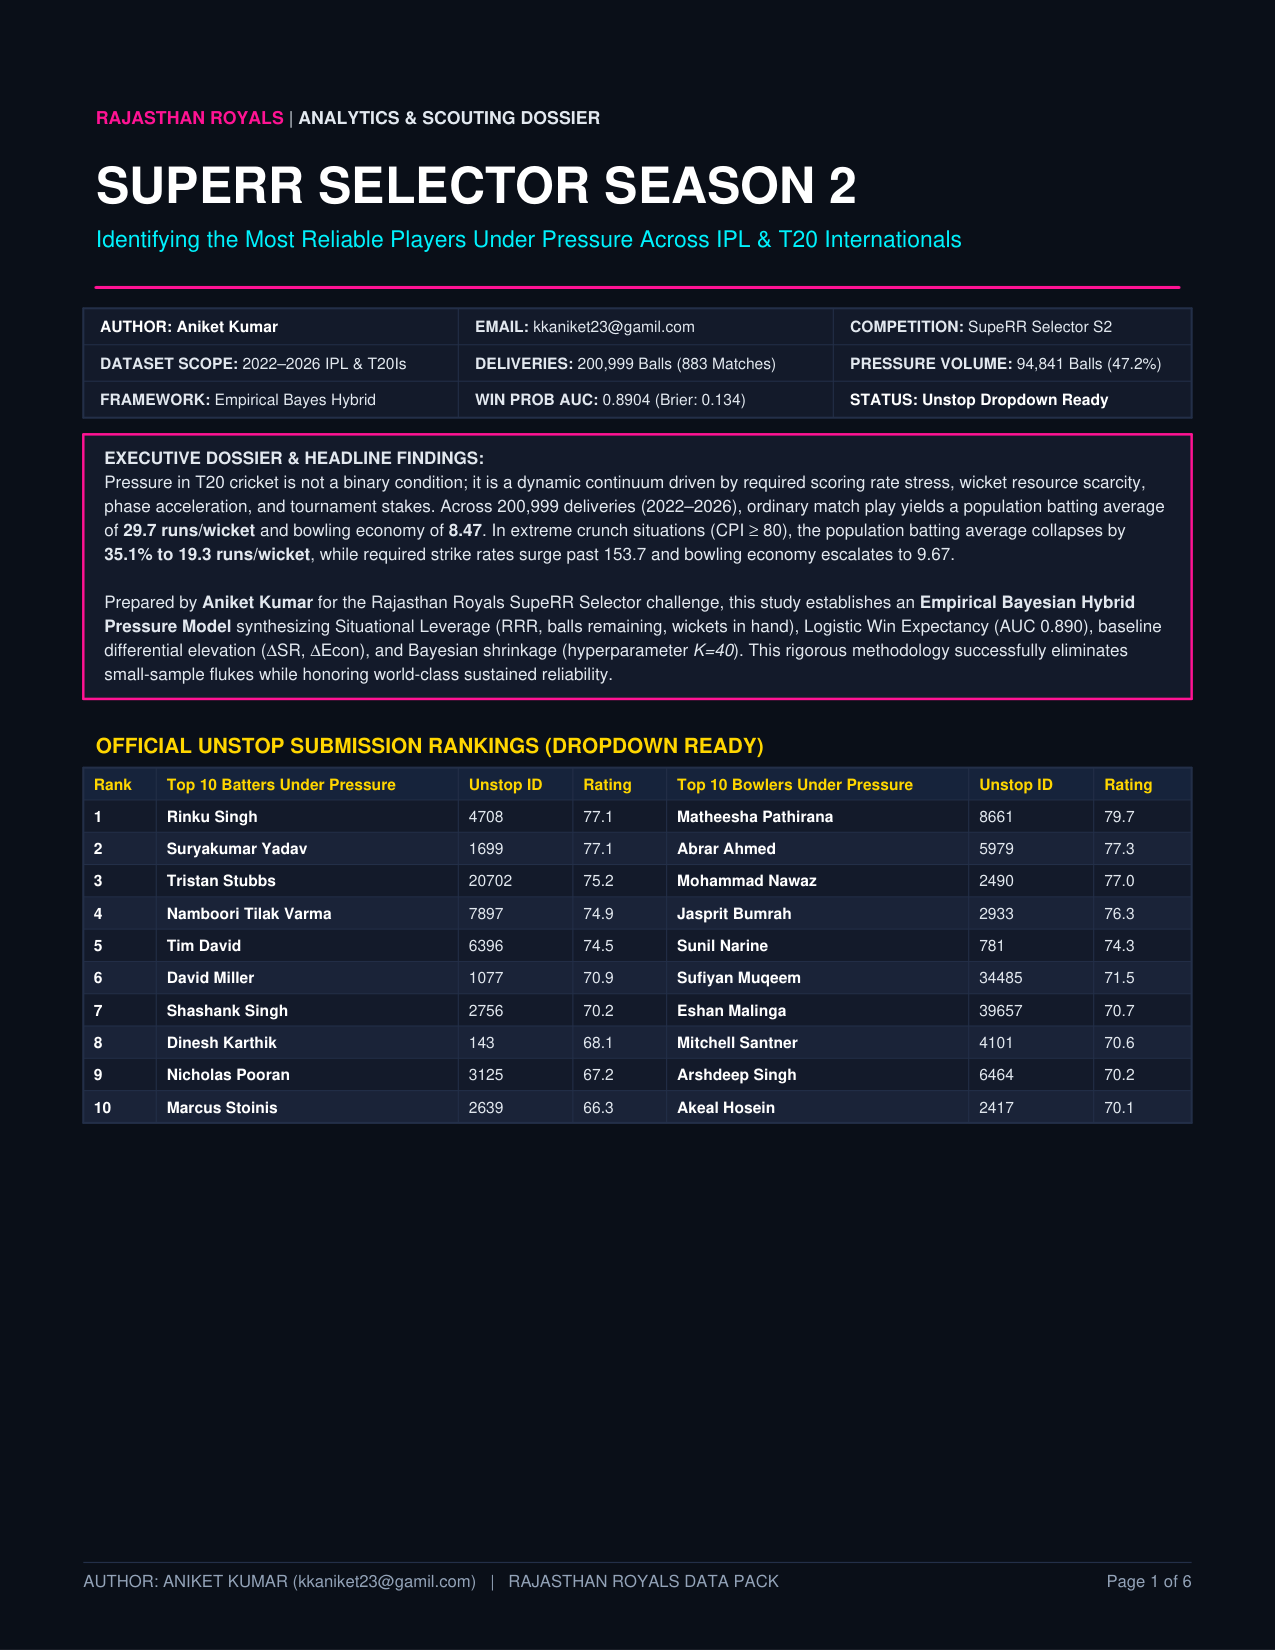 RAJASTHAN ROYALS | ANALYTICS & SCOUTING DOSSIER
SUPERR SELECTOR SEASON 2
Identifying the Most Reliable Players Under Pressure Across IPL & T20 Internationals
AUTHOR: Aniket Kumar EMAIL: kkaniket23@gamil.com COMPETITION: SupeRR Selector S2
DATASET SCOPE: 2022–2026 IPL & T20Is DELIVERIES: 200,999 Balls (883 Matches) PRESSURE VOLUME: 94,841 Balls (47.2%)
FRAMEWORK: Empirical Bayes Hybrid WIN PROB AUC: 0.8904 (Brier: 0.134) STATUS: Unstop Dropdown Ready
EXECUTIVE DOSSIER & HEADLINE FINDINGS:
Pressure in T20 cricket is not a binary condition; it is a dynamic continuum driven by required scoring rate stress, wicket resource scarcity,
phase acceleration, and tournament stakes. Across 200,999 deliveries (2022–2026), ordinary match play yields a population batting average
of 29.7 runs/wicket and bowling economy of 8.47. In extreme crunch situations (CPI ≥ 80), the population batting average collapses by
35.1% to 19.3 runs/wicket, while required strike rates surge past 153.7 and bowling economy escalates to 9.67.
Prepared by Aniket Kumar for the Rajasthan Royals SupeRR Selector challenge, this study establishes an Empirical Bayesian Hybrid
Pressure Model synthesizing Situational Leverage (RRR, balls remaining, wickets in hand), Logistic Win Expectancy (AUC 0.890), baseline
differential elevation (ΔSR, ΔEcon), and Bayesian shrinkage (hyperparameter K=40). This rigorous methodology successfully eliminates
small-sample flukes while honoring world-class sustained reliability.
OFFICIAL UNSTOP SUBMISSION RANKINGS (DROPDOWN READY)
Rank Top 10 Batters Under Pressure Unstop ID Rating Top 10 Bowlers Under Pressure Unstop ID Rating
1 Rinku Singh 4708 77.1 Matheesha Pathirana 8661 79.7
2 Suryakumar Yadav 1699 77.1 Abrar Ahmed 5979 77.3
3 Tristan Stubbs 20702 75.2 Mohammad Nawaz 2490 77.0
4 Namboori Tilak Varma 7897 74.9 Jasprit Bumrah 2933 76.3
5 Tim David 6396 74.5 Sunil Narine 781 74.3
6 David Miller 1077 70.9 Sufiyan Muqeem 34485 71.5
7 Shashank Singh 2756 70.2 Eshan Malinga 39657 70.7
8 Dinesh Karthik 143 68.1 Mitchell Santner 4101 70.6
9 Nicholas Pooran 3125 67.2 Arshdeep Singh 6464 70.2
10 Marcus Stoinis 2639 66.3 Akeal Hosein 2417 70.1
AUTHOR: ANIKET KUMAR (kkaniket23@gamil.com) | RAJASTHAN ROYALS DATA PACK Page 1 of 6